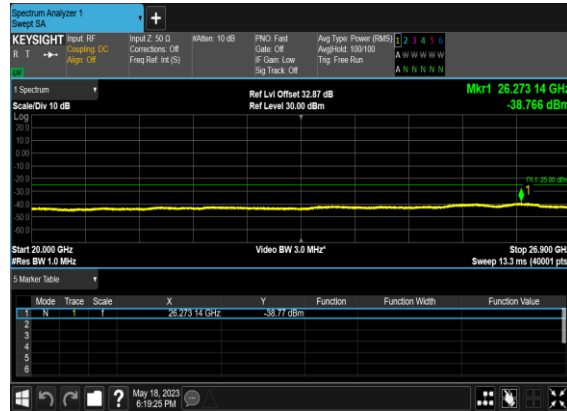 Spectrum Analyzer 1
Swept SA
+
KEYSIGHT
R T
Input: RF
Coupling: DC
Align: Off
Input Z: 50 Ω
Corrections: Off
Freq Ref: Int (S)
#Atten: 10 dB
PNO: Fast
Gate: Off
IF Gain: Low
Sig Track: Off
Avg Type: Power (RMS)
Avg|Hold: 100/100
Trig: Free Run
1 2 3 4 5 6
A W W W W W
A N N N N N
1 Spectrum
Scale/Div 10 dB
Ref Lvl Offset 32.87 dB
Ref Level 30.00 dBm
Mkr1 26.273 14 GHz
-38.766 dBm
Log
20.0
10.0
0.00
-10.0
-20.0
-30.0
-40.0
-50.0
-60.0
DL1 -25.00 dBm
1
Start 20.000 GHz
#Res BW 1.0 MHz
Video BW 3.0 MHz*
Stop 26.900 GHz
Sweep 13.3 ms (40001 pts)
5 Marker Table
Mode Trace Scale X Y Function Function Width Function Value
1 N 1 f 26.273 14 GHz -38.77 dBm
2
3
4
5
6
?
May 18, 2023
6:19:25 PM